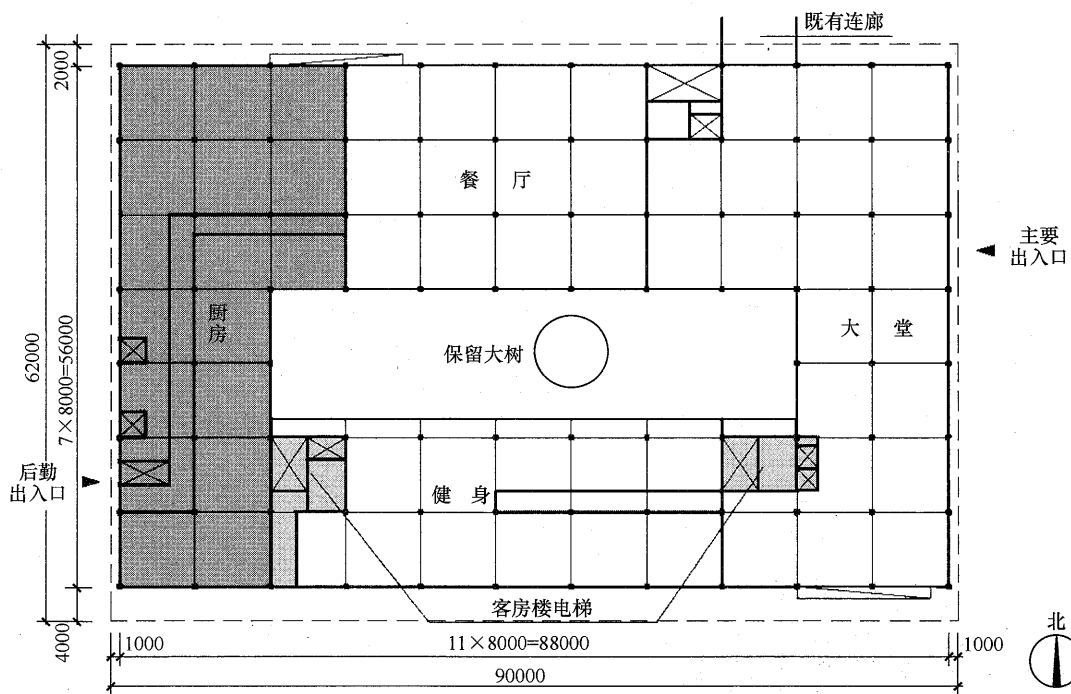 既有连廊
2000
餐 厅
主要
出入口
厨
房
大 堂
保留大树
62000
7×8000=56000
后勤
出入口
健 身
客房楼电梯
4000
1000
11×8000=88000
1000
90000
北